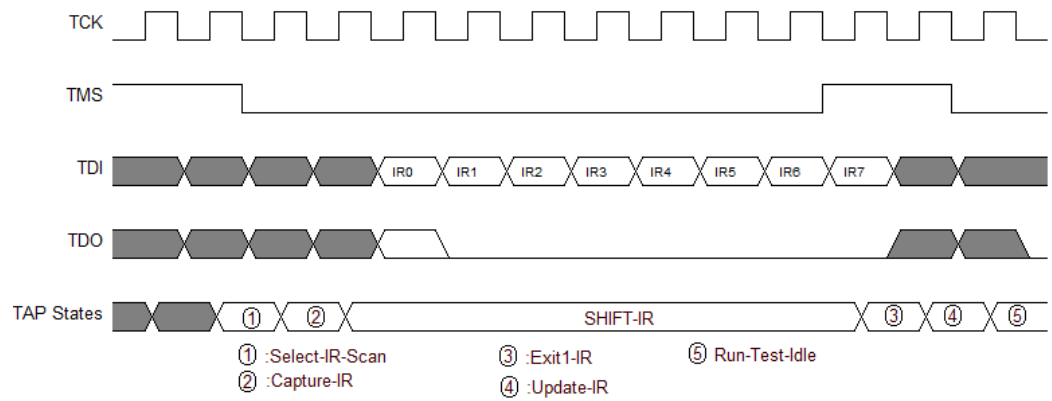 TCK
TMS
TDI IR0 IR1 IR2 IR3 IR4 IR5 IR6 IR7
TDO
TAP States ① ② SHIFT-IR ③ ④ ⑤
① :Select-IR-Scan ③ :Exit1-IR ⑤ Run-Test-Idle
② :Capture-IR ④ :Update-IR